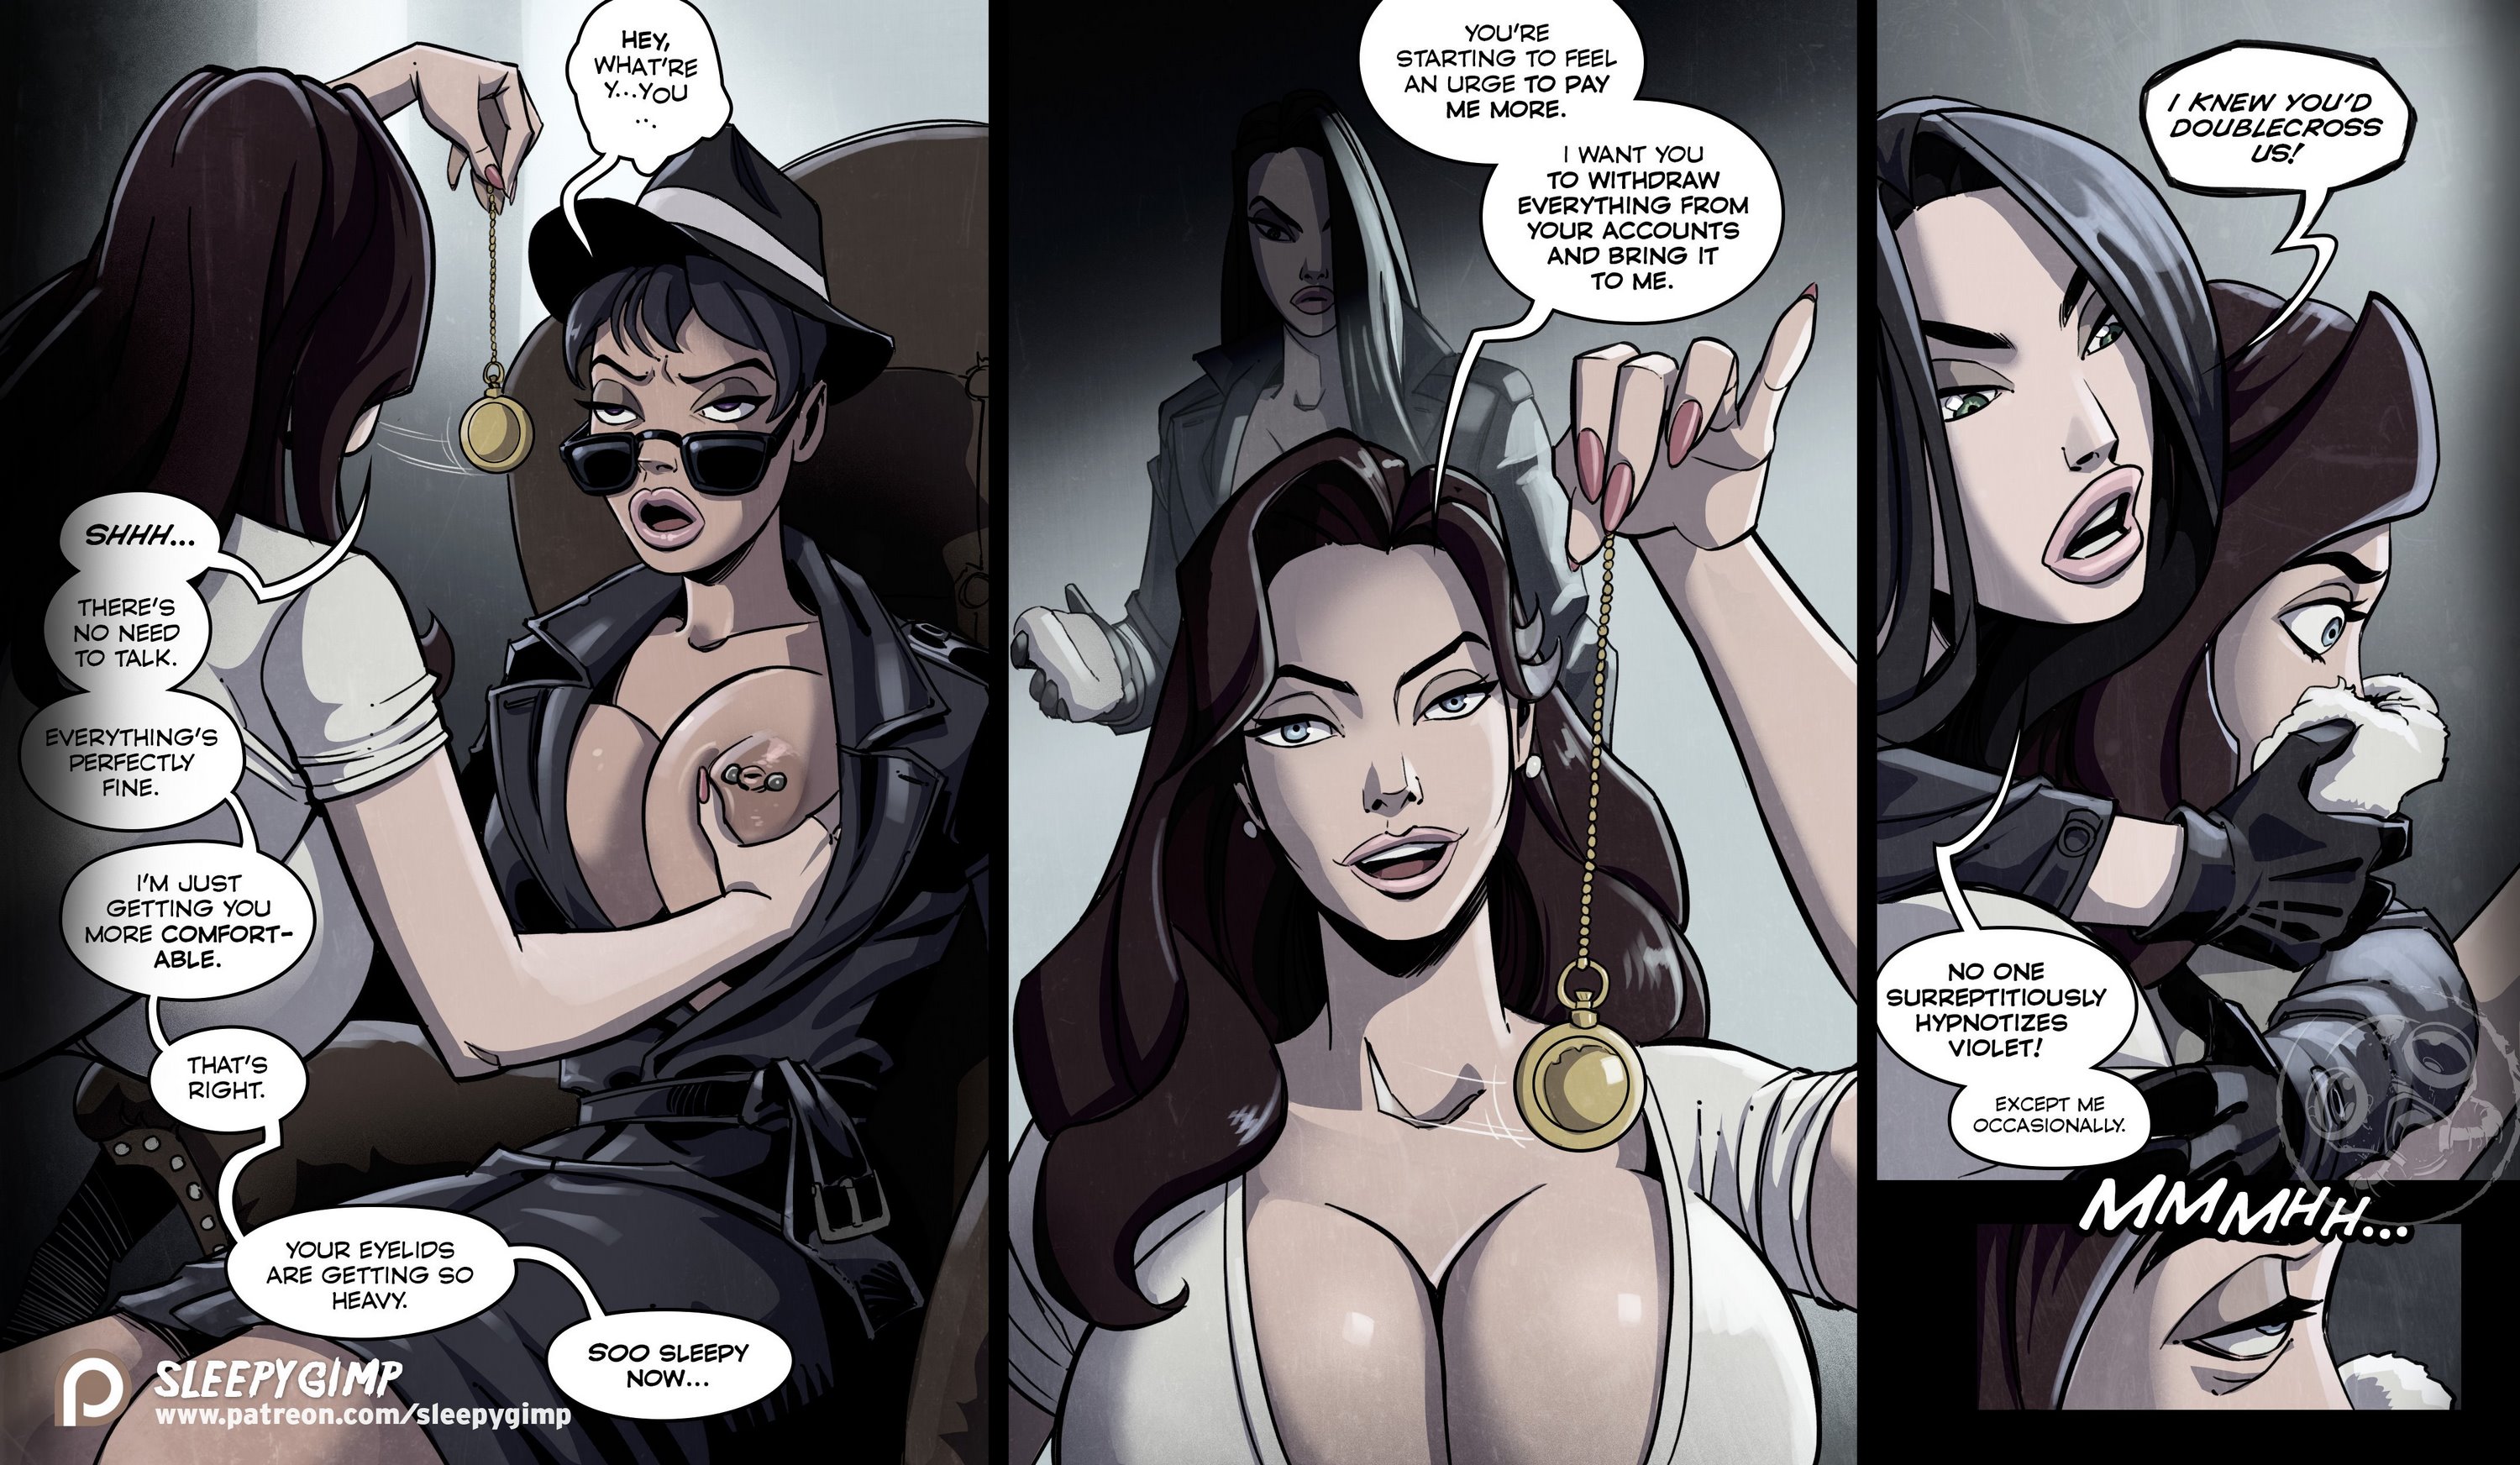 HEY,
WHAT'RE
Y...YOU
...
SHHH...
THERE'S
NO NEED
TO TALK.
EVERYTHING'S
PERFECTLY
FINE.
I'M JUST
GETTING YOU
MORE COMFORT-
ABLE.
THAT'S
RIGHT.
YOUR EYELIDS
ARE GETTING SO
HEAVY.
SOO SLEEPY
NOW...
SLEEPYGIMP
www.patreon.com/sleepygimp
YOU'RE
STARTING TO FEEL
AN URGE TO PAY
ME MORE.
I WANT YOU
TO WITHDRAW
EVERYTHING FROM
YOUR ACCOUNTS
AND BRING IT
TO ME.
I KNEW YOU'D
DOUBLECROSS
US!
NO ONE
SURREPTITIOUSLY
HYPNOTIZES
VIOLET!
EXCEPT ME
OCCASIONALLY.
MMMHH...